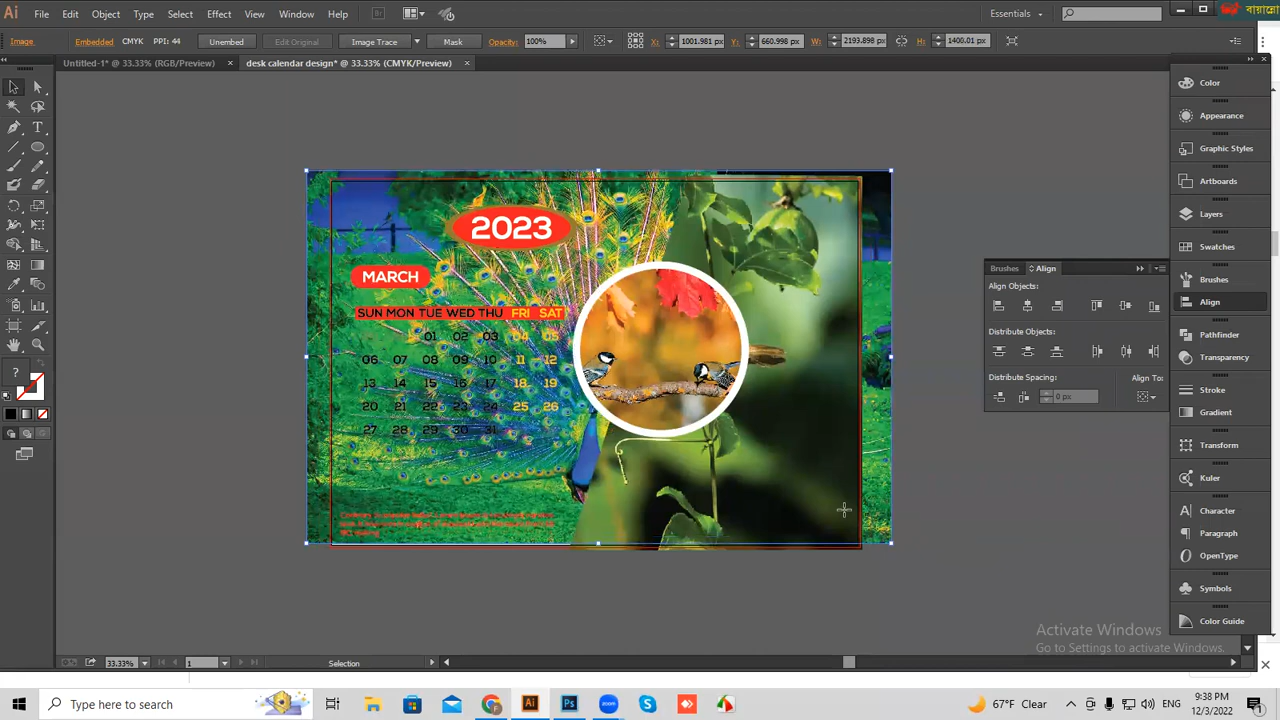 Ai File Edit Object Type Select Effect View Window Help Br Essentials বায়ান্নো
Image Embedded CMYK PPI: 44 Unembed Edit Original Image Trace Mask Opacity: 100% X: 1001.981 px Y: 660.998 px W: 2193.898 px H: 1400.01 px
Untitled-1* @ 33.33% (RGB/Preview) × desk calendar design* @ 33.33% (CMYK/Preview) ×
Color
Appearance
Graphic Styles
Artboards
Layers
Swatches
Brushes
Align
Pathfinder
Transparency
Stroke
Gradient
Transform
Kuler
Character
Paragraph
OpenType
Symbols
Color Guide
Brushes Align
Align Objects:
Distribute Objects:
Distribute Spacing: Align To:
0 px
2023
MARCH
SUN MON TUE WED THU FRI SAT
01 02 03 05
06 07 08 09 10 11 12
13 14 15 16 17 18 19
20 21 22 23 24 25 26
27 28 29 30 31
Activate Windows
Go to Settings to activate Windows.
33.33% 1 Selection
Type here to search
Ai Ps zoom 67°F Clear ENG
9:38 PM
12/3/2022